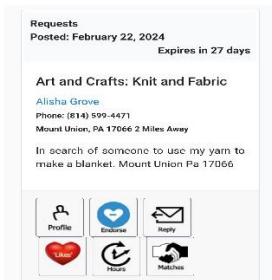 Requests
Posted: February 22, 2024
Expires in 27 days
Art and Crafts: Knit and Fabric
Alisha Grove
Phone: (814) 599-4471
Mount Union, PA 17066 2 Miles Away
In search of someone to use my yarn to
make a blanket. Mount Union Pa 17066
Profile Endorse Reply
"Likes" Hours Matches